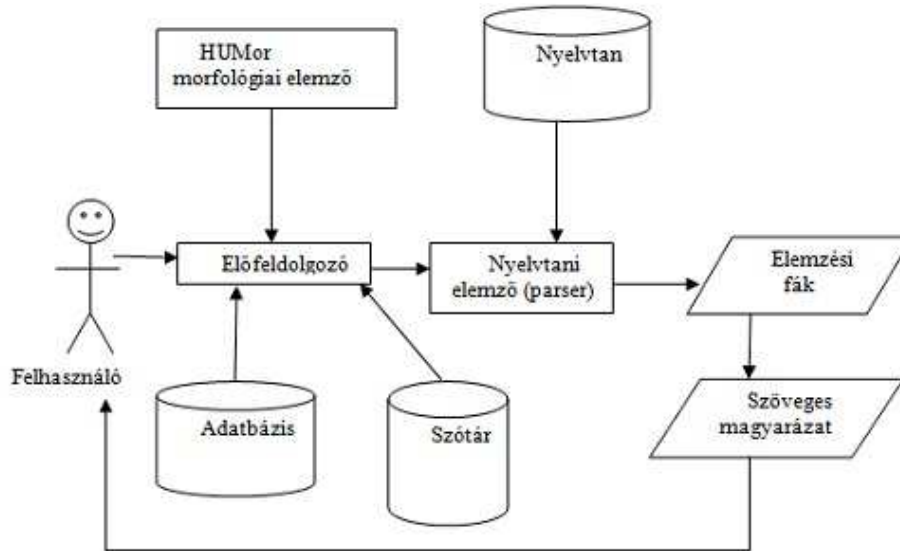 HUMor
morfológiai elemző
Nyelvtan
Előfeldolgozó
Nyelvtani
elemző (parser)
Elemzési
fák
Felhasználó
Adatbázis
Szótár
Szöveges
magyarázat